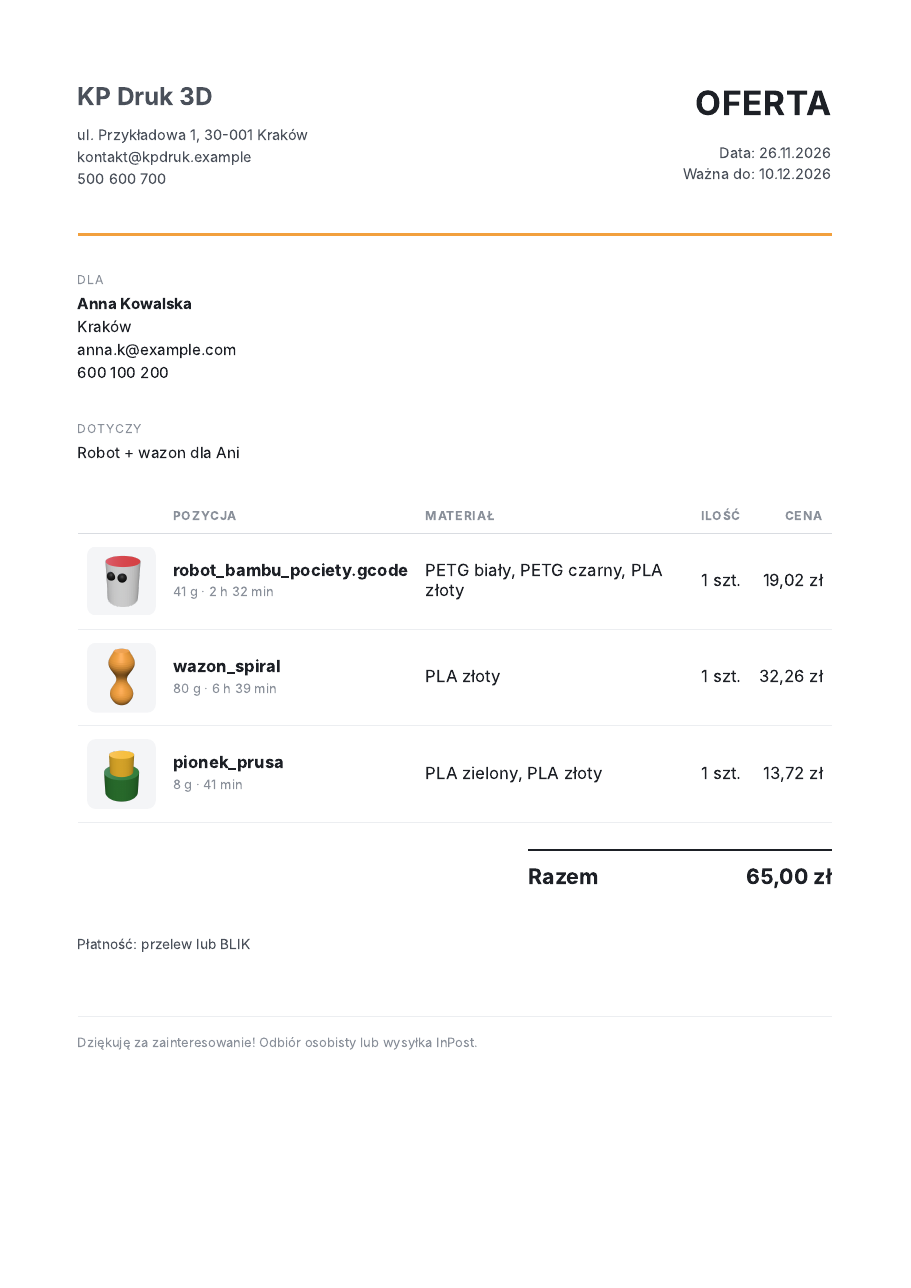 KP Druk 3D
OFERTA
ul. Przykładowa 1, 30-001 Kraków
kontakt@kpdruk.example
500 600 700
Data: 26.11.2026
Ważna do: 10.12.2026
DLA
Anna Kowalska
Kraków
anna.k@example.com
600 100 200
DOTYCZY
Robot + wazon dla Ani
POZYCJA MATERIAŁ ILOŚĆ CENA
robot_bambu_pociety.gcode
41 g · 2 h 32 min
PETG biały, PETG czarny, PLA
złoty
1 szt. 19,02 zł
wazon_spiral
80 g · 6 h 39 min
PLA złoty
1 szt. 32,26 zł
pionek_prusa
8 g · 41 min
PLA zielony, PLA złoty
1 szt. 13,72 zł
Razem 65,00 zł
Płatność: przelew lub BLIK
Dziękuję za zainteresowanie! Odbiór osobisty lub wysyłka InPost.